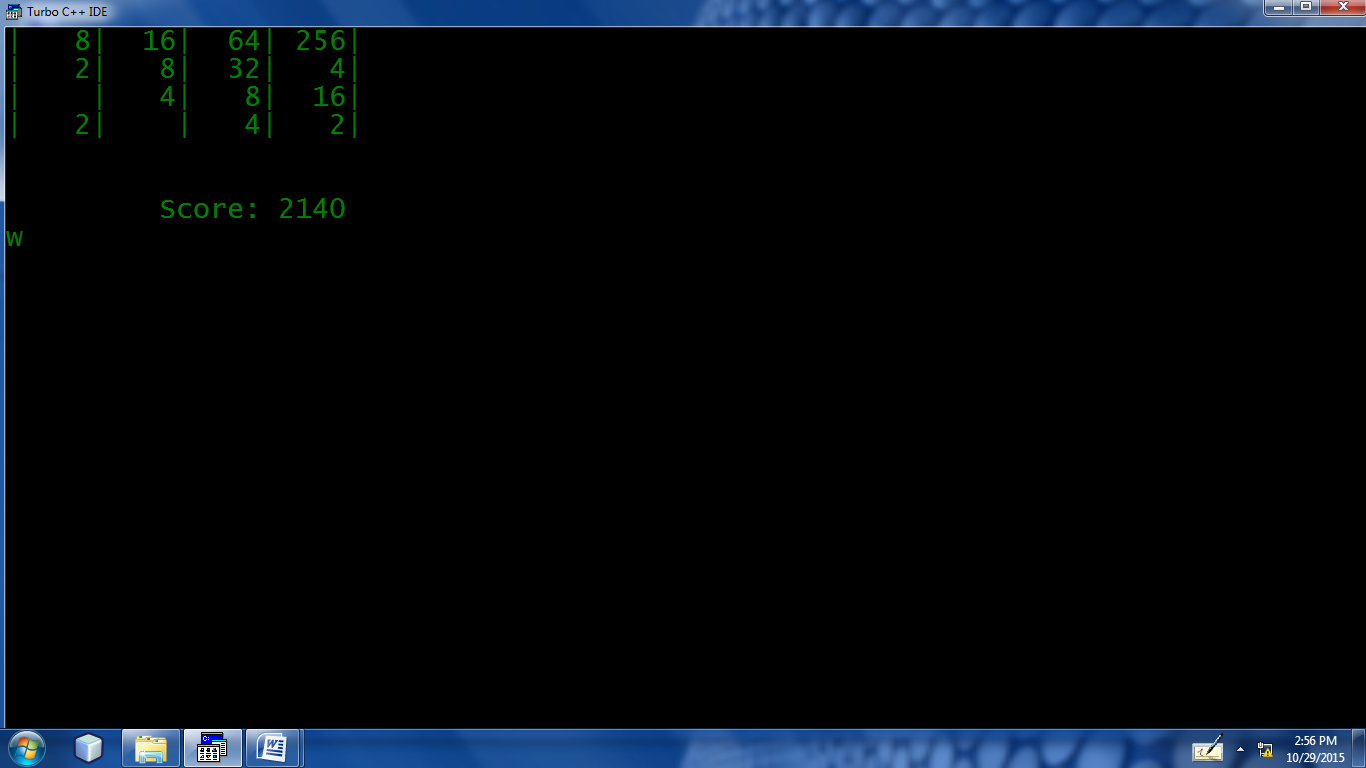 Turbo C++ IDE
| 8| 16| 64| 256|
| 2| 8| 32| 4|
| | 4| 8| 16|
| 2| | 4| 2|
Score: 2140
w
2:56 PM
10/29/2015